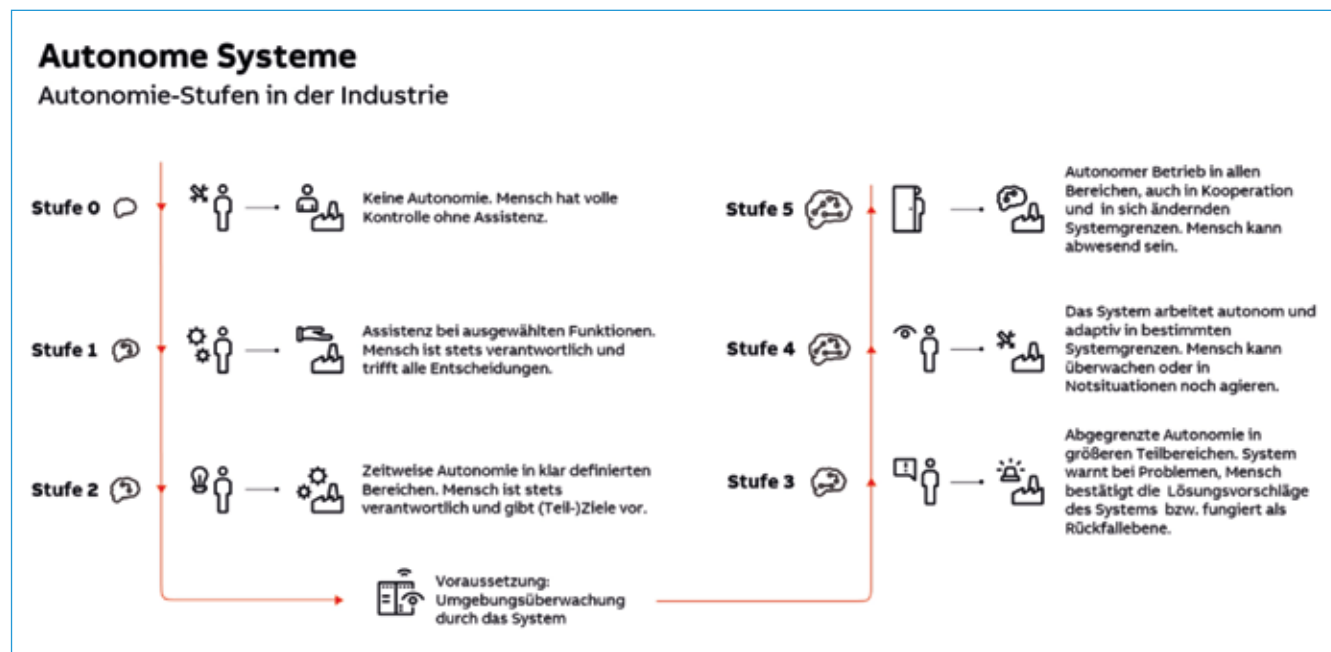 Autonome Systeme
Autonomie-Stufen in der Industrie
Stufe 0
Keine Autonomie. Mensch hat volle
Kontrolle ohne Assistenz.
Stufe 1
Assistenz bei ausgewählten Funktionen.
Mensch ist stets verantwortlich und
trifft alle Entscheidungen.
Stufe 2
Zeitweise Autonomie in klar definierten
Bereichen. Mensch ist stets
verantwortlich und gibt (Teil-)Ziele vor.
Voraussetzung:
Umgebungsüberwachung
durch das System
Stufe 3
Abgegrenzte Autonomie in
größeren Teilbereichen. System
warnt bei Problemen, Mensch
bestätigt die Lösungsvorschläge
des Systems bzw. fungiert als
Rückfallebene.
Stufe 4
Das System arbeitet autonom und
adaptiv in bestimmten
Systemgrenzen. Mensch kann
überwachen oder in
Notsituationen noch agieren.
Stufe 5
Autonomer Betrieb in allen
Bereichen, auch in Kooperation
und in sich ändernden
Systemgrenzen. Mensch kann
abwesend sein.